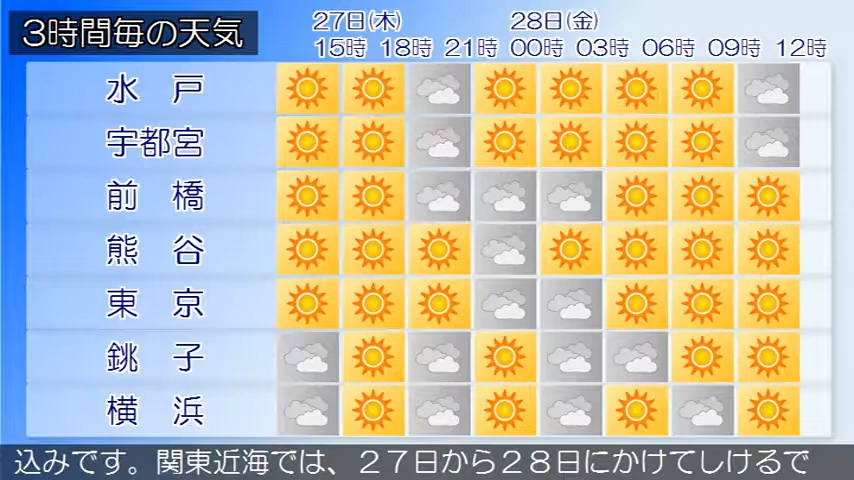 3時間毎の天気
27日(木) 28日(金)
15時 18時 21時 00時 03時 06時 09時 12時
水戸
宇都宮
前橋
熊谷
東京
銚子
横浜
込みです。関東近海では、２７日から２８日にかけてしけるで